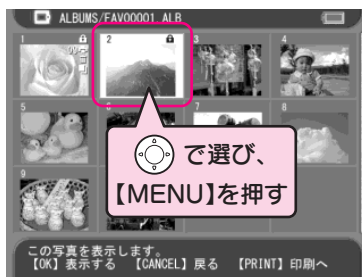 ALBUMS/FAV00001.ALB
1 2 3 4
5 6 7 8
で選び、
【MENU】を押す
9
この写真を表示します。
【OK】表示する 【CANCEL】戻る 【PRINT】印刷へ